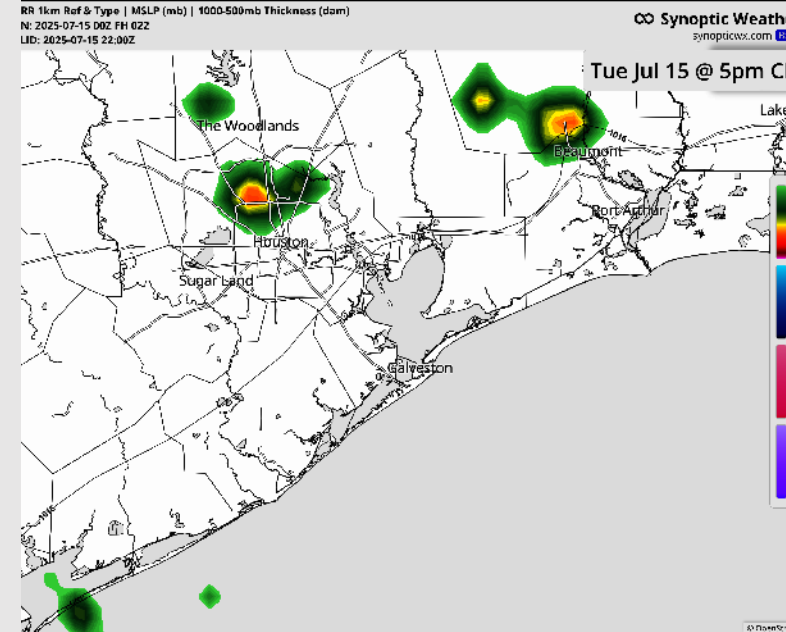 RR 1km Ref & Type | MSLP (mb) | 1000-500mb Thickness (dam)
N: 2025-07-15 00Z FH 022
LID: 2025-07-15 22:00Z
Synoptic Weath
synopticwx.com
Tue Jul 15 @ 5pm C
Lake
The Woodlands
1016
Beaumont
Port Arthur
Houston
Sugar Land
Galveston
1016
© OpenStr